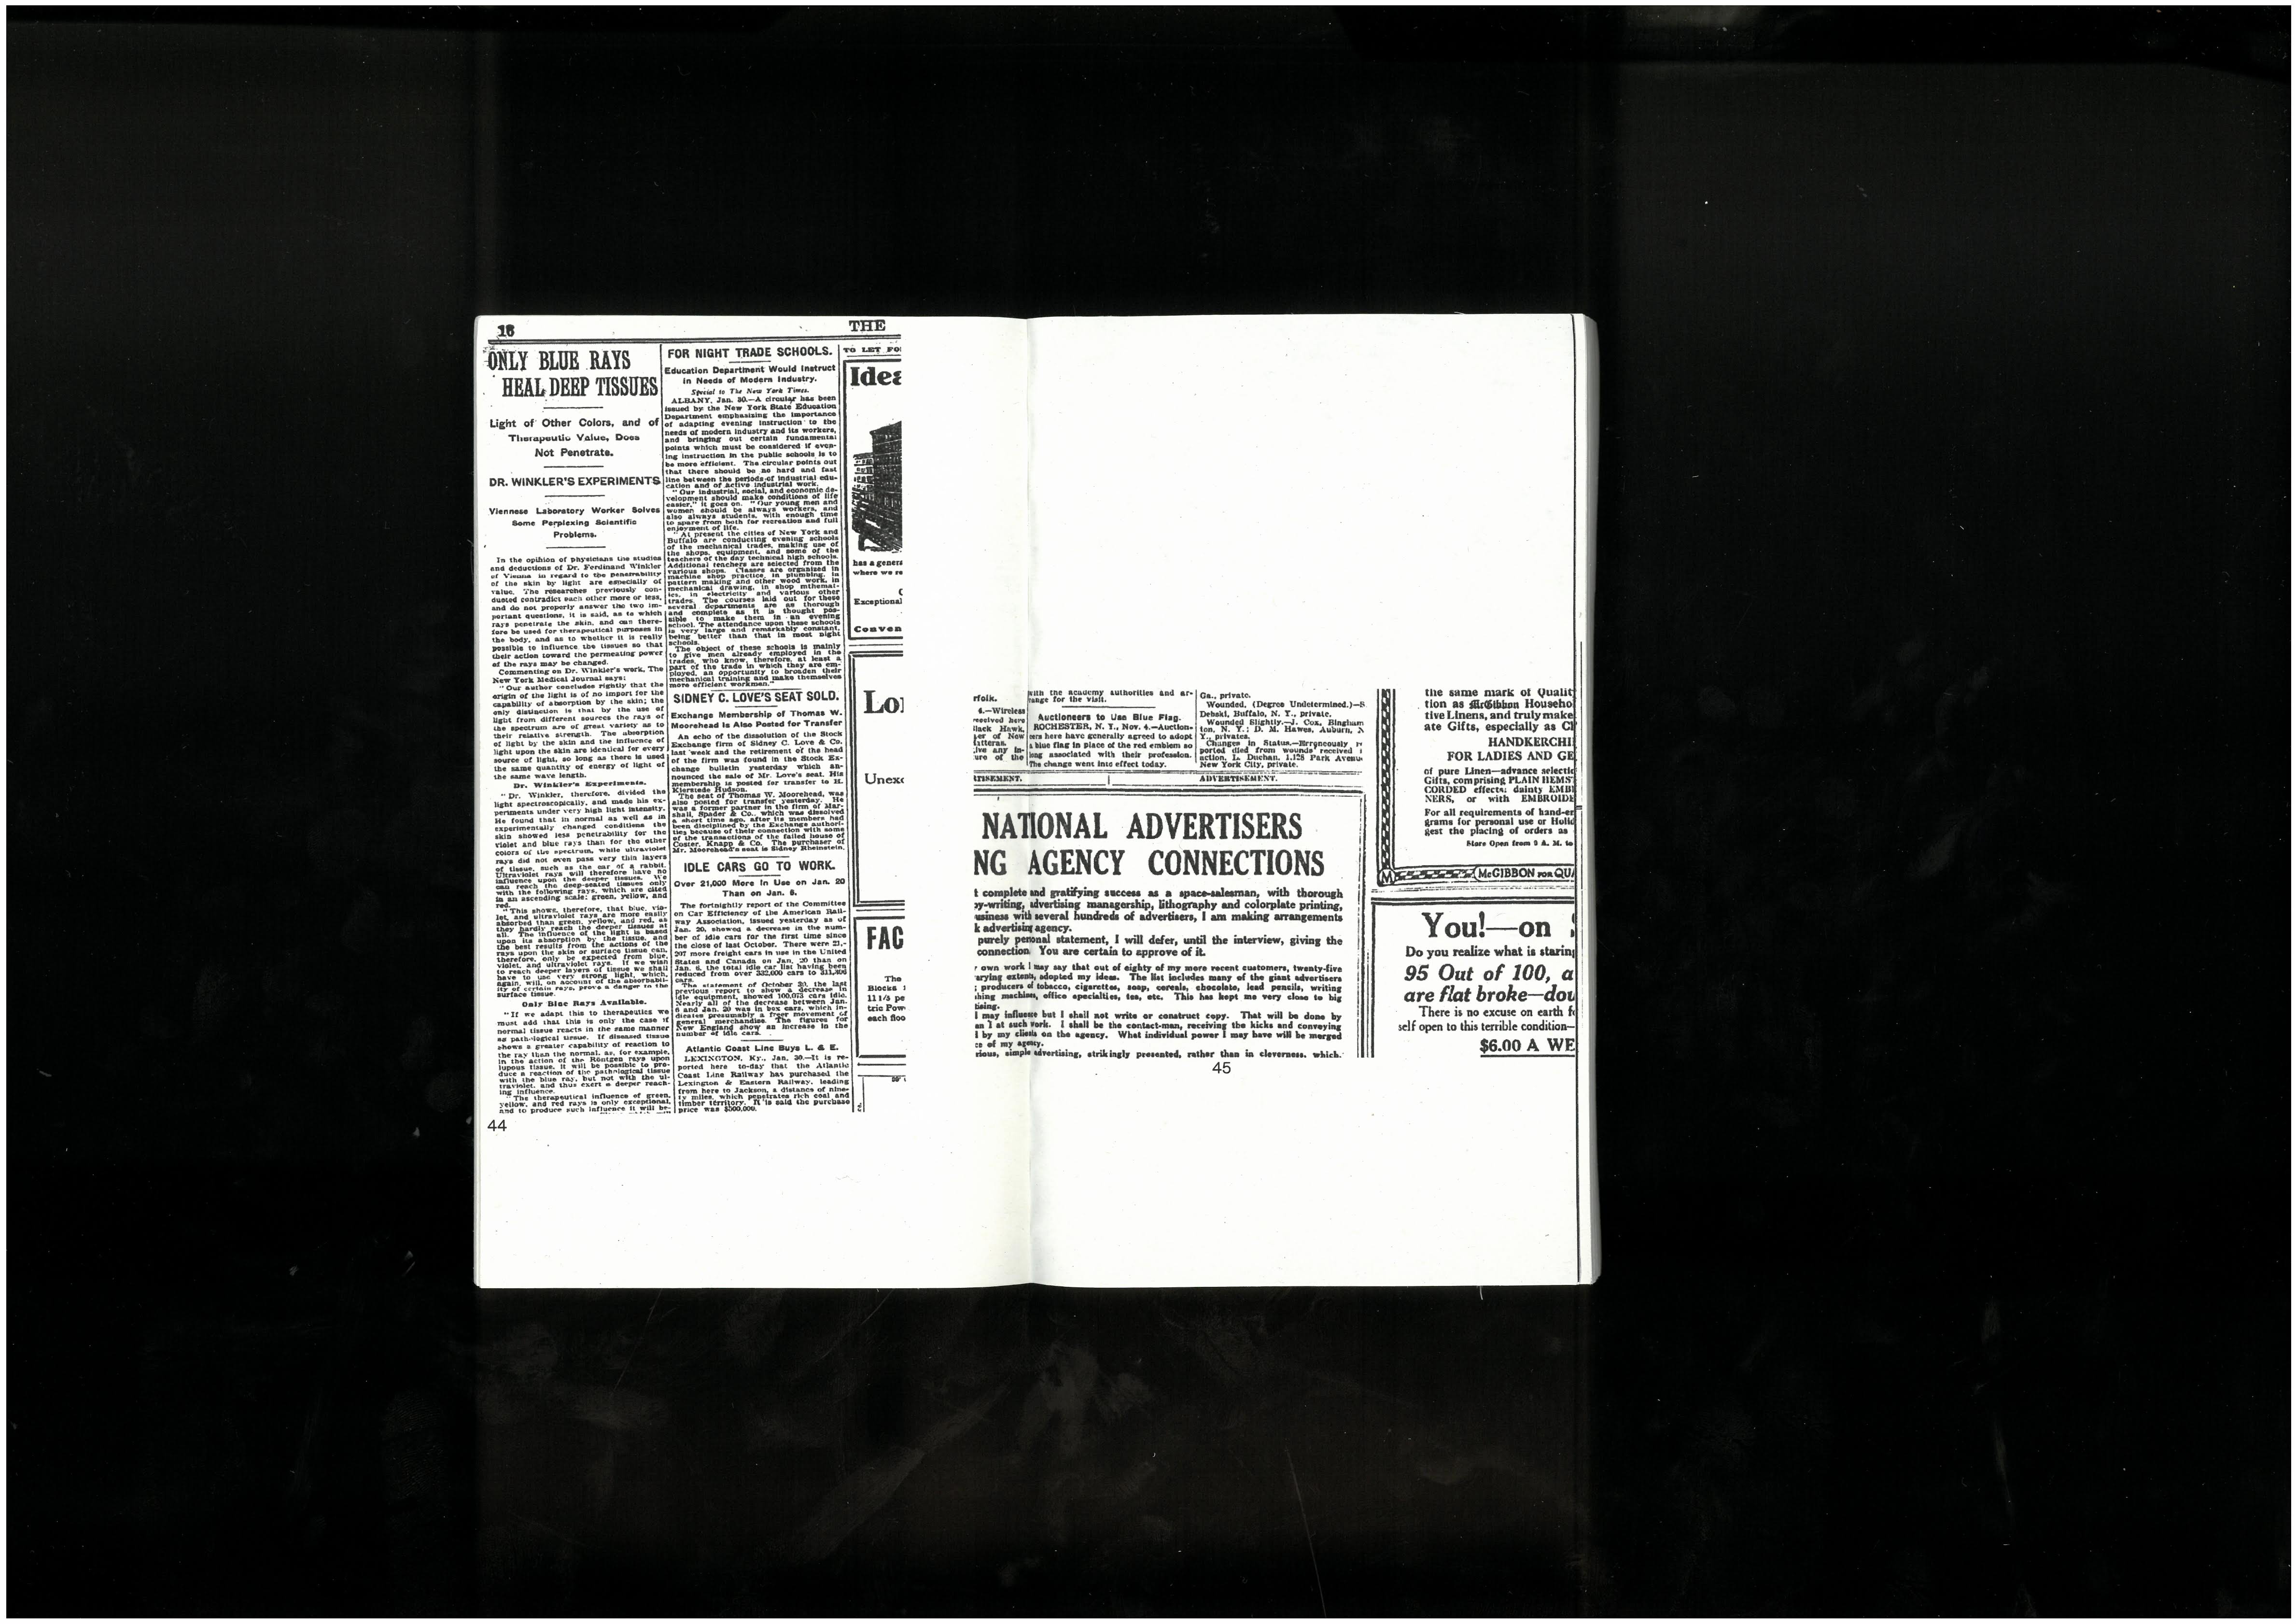 16
THE
ONLY BLUE RAYS
HEAL DEEP TISSUES
Light of Other Colors, and of
Therapeutic Value, Does
Not Penetrate.
DR. WINKLER'S EXPERIMENTS
Viennese Laboratory Worker Solves
Some Perplexing Scientific
Problems.
In the opinion of physicians the studies
and deductions of Dr. Ferdinand Winkler
of Vienna in regard to the penetrability
of the skin by light are especially of
value. The researches previously con-
ducted contradict each other more or less,
and do not properly answer the two im-
portant questions, it is said, as to which
rays penetrate the skin, and can there-
fore be used for therapeutical purposes in
the body, and as to whether it is really
possible to influence the tissues so that
their action toward the permeating power
of the rays may be changed.
Commenting on Dr. Winkler's work, The
New York Medical Journal says:
"Our author concludes rightly that the
origin of the light is of no import for the
capability of absorption by the skin; the
only distinction is that by the use of
light from different sources the rays of
the spectrum are of great variety as to
their relative strength. The absorption
of light by the skin and the influence of
light upon the skin are identical for every
source of light, so long as there is used
the same quantity of energy of light of
the same wave length.
Dr. Winkler's Experiments.
"Dr. Winkler, therefore, divided the
light spectroscopically, and made his ex-
periments under very high light intensity.
He found that in normal as well as in
experimentally changed conditions the
skin showed less penetrability for the
violet and blue rays than for the other
colors of the spectrum, while ultraviolet
rays did not even pass very thin layers
of tissue, such as the ear of a rabbit.
Ultraviolet rays will therefore have no
influence upon the deeper tissues. We
can reach the deep-seated tissues only
with the following rays, which are cited
in an ascending scale: green, yellow, and
red.
"This shows, therefore, that blue, vio-
let, and ultraviolet rays are more easily
absorbed than green, yellow, and red, as
they hardly reach the deeper tissues at
all. The influence of the light is based
upon its absorption by the tissue, and
the best results from the actions of the
rays upon the skin or surface tissue can,
therefore, only be expected from blue,
violet, and ultraviolet rays. If we wish
to reach deeper layers of tissue we shall
have to use very strong light, which,
again, will, on account of the absorbabil-
ity of certain rays, prove a danger to the
surface tissue.
Only Blue Rays Available.
"If we adapt this to therapeutics we
must add that this is only the case if
normal tissue reacts in the same manner
as pathological tissue. If diseased tissue
shows a greater capability of reaction to
the ray than the normal, as, for example,
in the action of the Röntgen rays upon
lupous tissue, it will be possible to pro-
duce a reaction of the pathological tissue
with the blue ray, but not with the ul-
traviolet, and thus exert a deeper reach-
ing influence.
"The therapeutical influence of green,
yellow, and red rays is only exceptional,
and to produce such influence it will be-
44
FOR NIGHT TRADE SCHOOLS.
Education Department Would Instruct
in Needs of Modern Industry.
Special to The New York Times.
ALBANY, Jan. 30.—A circular has been
issued by the New York State Education
Department emphasizing the importance
of adapting evening instruction to the
needs of modern industry and its workers,
and bringing out certain fundamental
points which must be considered if even-
ing instruction in the public schools is to
be more efficient. The circular points out
that there should be no hard and fast
line between the periods of industrial edu-
cation and of active industrial work.
"Our industrial, social, and economic de-
velopment should make conditions of life
easier," it goes on. "Our young men and
women should be always workers, and
also always students, with enough time
to spare from both for recreation and full
enjoyment of life.
"At present the cities of New York and
Buffalo are conducting evening schools
of the mechanical trades, making use of
the shops, equipment, and some of the
teachers of the day technical high schools.
Additional teachers are selected from the
various shops. Classes are organized in
machine shop practice, in plumbing, in
pattern making and other wood work, in
mechanical drawing, in shop mthemat-
ics, in electricity and various other
trades. The courses laid out for these
several departments are as thorough
and complete as it is thought pos-
sible to make them in an evening
school. The attendance upon these schools
is very large and remarkably constant,
being better than that in most night
schools.
The object of these schools is mainly
to give men already employed in the
trades, who know, therefore, at least a
part of the trade in which they are em-
ployed, an opportunity to broaden their
mechanical training and make themselves
more efficient workmen."
SIDNEY C. LOVE'S SEAT SOLD.
Exchange Membership of Thomas W.
Moorehead Is Also Posted for Transfer
An echo of the dissolution of the Stock
Exchange firm of Sidney C. Love & Co.
last week and the retirement of the head
of the firm was found in the Stock Ex-
change bulletin yesterday which an-
nounced the sale of Mr. Love's seat. His
membership is posted for transfer to H.
Kierstede Hudson.
The seat of Thomas W. Moorehead, was
also posted for transfer yesterday. He
was a former partner in the firm of Mar-
shall, Spader & Co., which was dissolved
a short time ago, after its members had
been disciplined by the Exchange authori-
ties because of their connection with some
of the transactions of the failed house of
Coster, Knapp & Co. The purchaser of
Mr. Moorehead's seat is Sidney Rheinstein.
IDLE CARS GO TO WORK.
Over 21,000 More In Use on Jan. 20
Than on Jan. 6.
The fortnightly report of the Committee
on Car Efficiency of the American Rail-
way Association, issued yesterday as of
Jan. 20, showed a decrease in the num-
ber of idle cars for the first time since
the close of last October. There were 21,-
207 more freight cars in use in the United
States and Canada on Jan. 20 than on
Jan. 6, the total idle car list having been
reduced from over 332,000 cars to
cars.
The statement of October 30, the last
previous report to show a decrease in
idle equipment, showed 100,073 cars idle.
Nearly all of the decrease between Jan.
6 and Jan. 20 was in box cars, which in-
dicates presumably a freer movement of
general merchandise. The figures for
New England show an increase in the
number of idle cars.
Atlantic Coast Line Buys L. & E.
LEXINGTON, Ky., Jan. 30.—It is re-
ported here to-day that the Atlantic
Coast Line Railway has purchased the
Lexington & Eastern Railway, leading
from here to Jackson, a distanc of nine-
ty miles, which penetrates rich coal and
timber territory. It is said the purchase
price was $500,000.
TO LET FO
Idea
has a genera
where we re
Exceptional
Conven
Lo
Unexc
FAC
The
Blocks
11 1/5 pe
tric Pow
each floo
rfolk.
4.—Wireless
received here
Hack Hawk,
er of New
atteras.
ive any in-
ure of the
with the academy authorities and ar-
range for the visit.
Auctioneers to Use Blue Flag.
ROCHESTER, N. Y., Nov. 4.—Auction-
eers here have generally agreed to adopt
a blue flag in place of the red emblem so
long associated with their profession.
The change went into effect today.
Ga., private.
Wounded, (Degree Undetermined.)—S.
Debski, Buffalo, N. Y., private.
Wounded Slightly.—J. Cox, Bingham
ton, N. Y.; D. M. Hawes, Auburn, N
Y., privates.
Changes in Status.—Erroneously r
ported died from wounds received i
action, L. Duchan, 1,128 Park Avenu
New York City, private.
TISEMENT.
ADVERTISEMENT.
NATIONAL ADVERTISERS
NG AGENCY CONNECTIONS
t complete and gratifying success as a space-salesman, with thorough
py-writing, advertising managership, lithography and colorplate printing,
usiness with several hundreds of advertisers, I am making arrangements
k advertising agency.
purely personal statement, I will defer, until the interview, giving the
connection. You are certain to approve of it.
r own work I may say that out of eighty of my more recent customers, twenty-five
arying extents, adopted my ideas. The list includes many of the giant advertisers
; producers of tobacco, cigarettes, soap, cereals, chocolate, lead pencils, writing
hing machines, office specialties, tea, etc. This has kept me very close to big
tising.
I may influence but I shall not write or construct copy. That will be done by
an I at such work. I shall be the contact-man, receiving the kicks and conveying
l by my clients on the agency. What individual power I may have will be merged
ce of my agency.
rious, simple advertising, strikingly presented, rather than in cleverness, which.
45
the same mark of Qualit
tion as McGibbon Househo
tive Linens, and truly make
ate Gifts, especially as Cl
HANDKERCHI
FOR LADIES AND GE
of pure Linen—advance selectic
Gifts, comprising PLAIN HEMS
CORDED effects; dainty EMBI
NERS, or with EMBROIDE
For all requirements of hand-er
grams for personal use or Holid
gest the placing of orders as
Store Open from 9 A. M. to
M
McGIBBON FOR QUA
You!—on
Do you realize what is staring
95 Out of 100, a
are flat broke—dou
There is no excuse on earth f
self open to this terrible condition—
$6.00 A WE